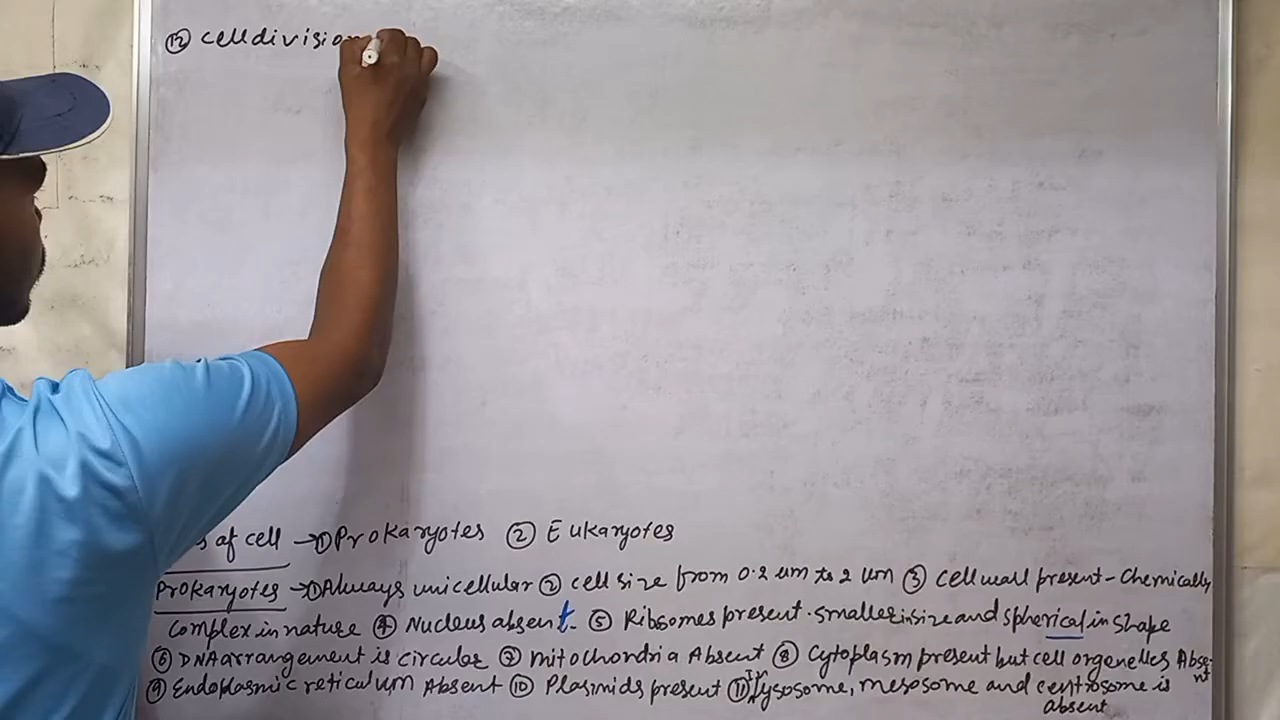 ⑫ celldivision
of cell → ① Prokaryotes ② Eukaryotes
Prokaryotes → ① Always unicellular ② cell size from 0.2 um to 2 um ③ cell wall present - Chemically
complex in nature ④ Nucleus absent. ⑤ Ribsomes present. smaller in size and spherical in shape
⑥ DNA arrangement is circular ⑦ mitochondria Absent ⑧ Cytoplasm present but cell organelles Absent
⑨ Endoplasmic reticulum Absent ⑩ Plasmids present ⑪ lysosome, mesosome and centrosome is
absent